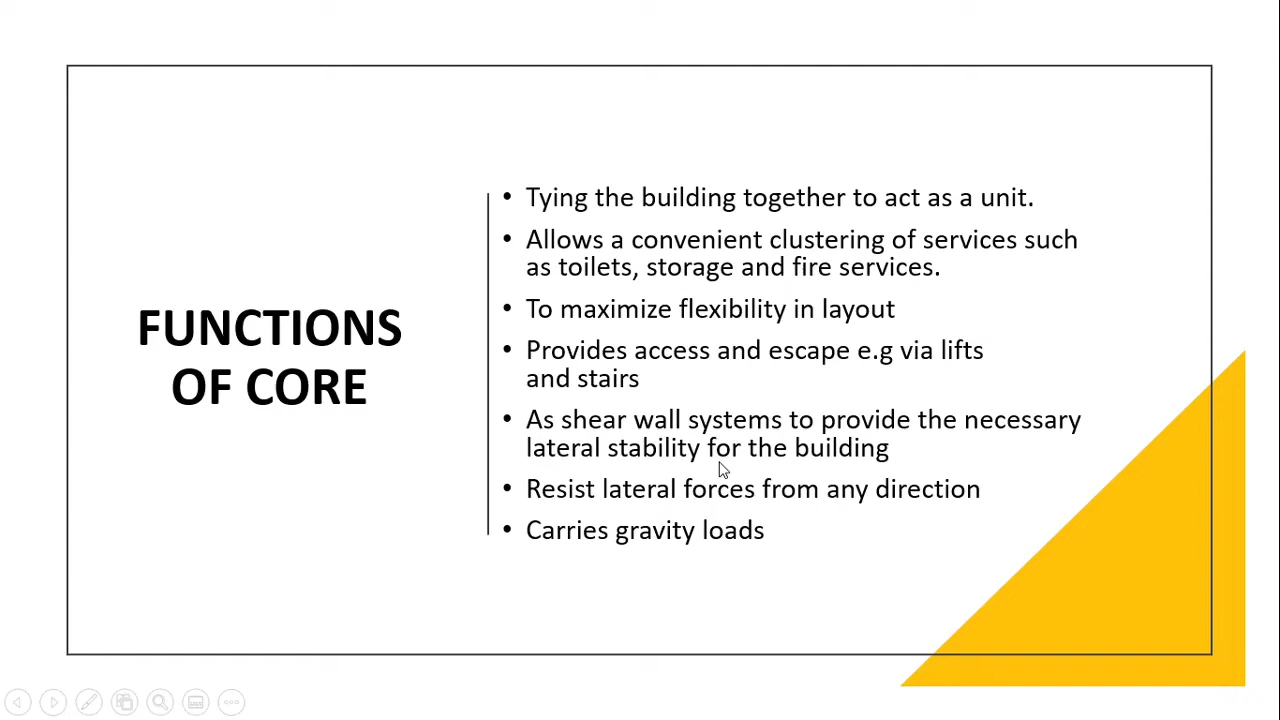 FUNCTIONS
OF CORE
• Tying the building together to act as a unit.
• Allows a convenient clustering of services such
as toilets, storage and fire services.
• To maximize flexibility in layout
• Provides access and escape e.g via lifts
and stairs
• As shear wall systems to provide the necessary
lateral stability for the building
• Resist lateral forces from any direction
• Carries gravity loads